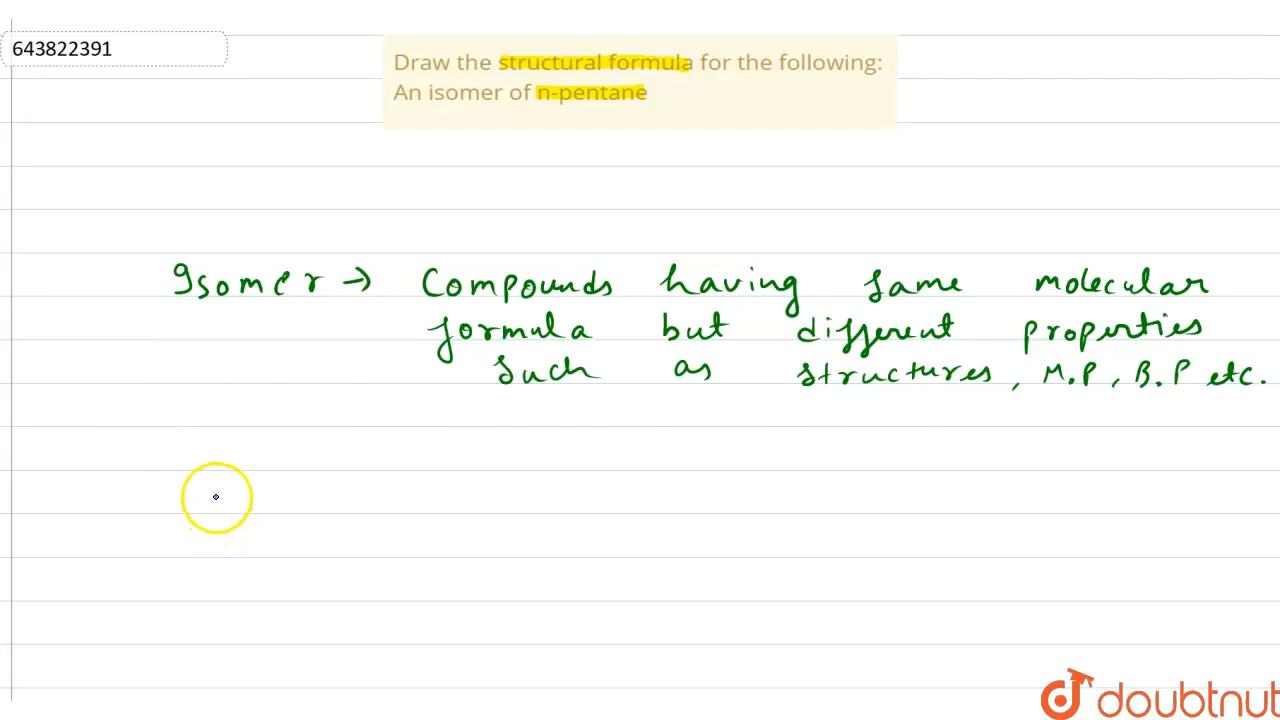 643822391
Draw the structural formula for the following:
An isomer of n-pentane
Isomer → Compounds having same molecular
formula but different properties
such as structures, M.P, B.P etc.
doubtnut